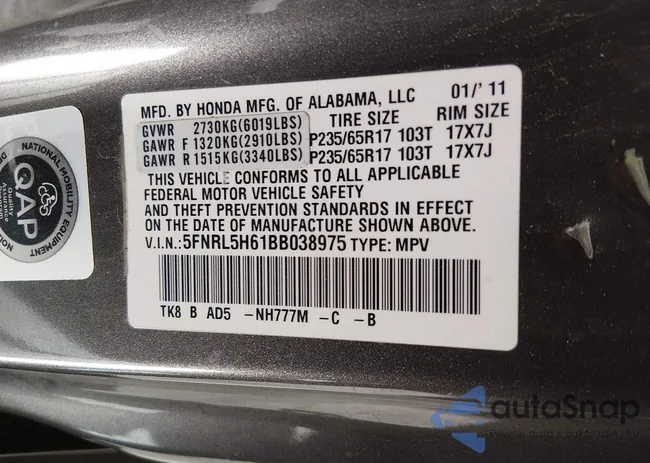 MFD. BY HONDA MFG. OF ALABAMA, LLC 01/'11
TIRE SIZE RIM SIZE
GVWR 2730KG(6019LBS)
GAWR F 1320KG(2910LBS) P235/65R17 103T 17X7J
GAWR R 1515KG(3340LBS) P235/65R17 103T 17X7J
THIS VEHICLE CONFORMS TO ALL APPLICABLE
FEDERAL MOTOR VEHICLE SAFETY
AND THEFT PREVENTION STANDARDS IN EFFECT
ON THE DATE OF MANUFACTURE SHOWN ABOVE.
V.I.N.:5FNRL5H61BB038975 TYPE: MPV
TK8 B AD5 -NH777M -C -B
NATIONAL MOBILITY EQUIPMENT
QAP
Quality
Assurance
autaSnap